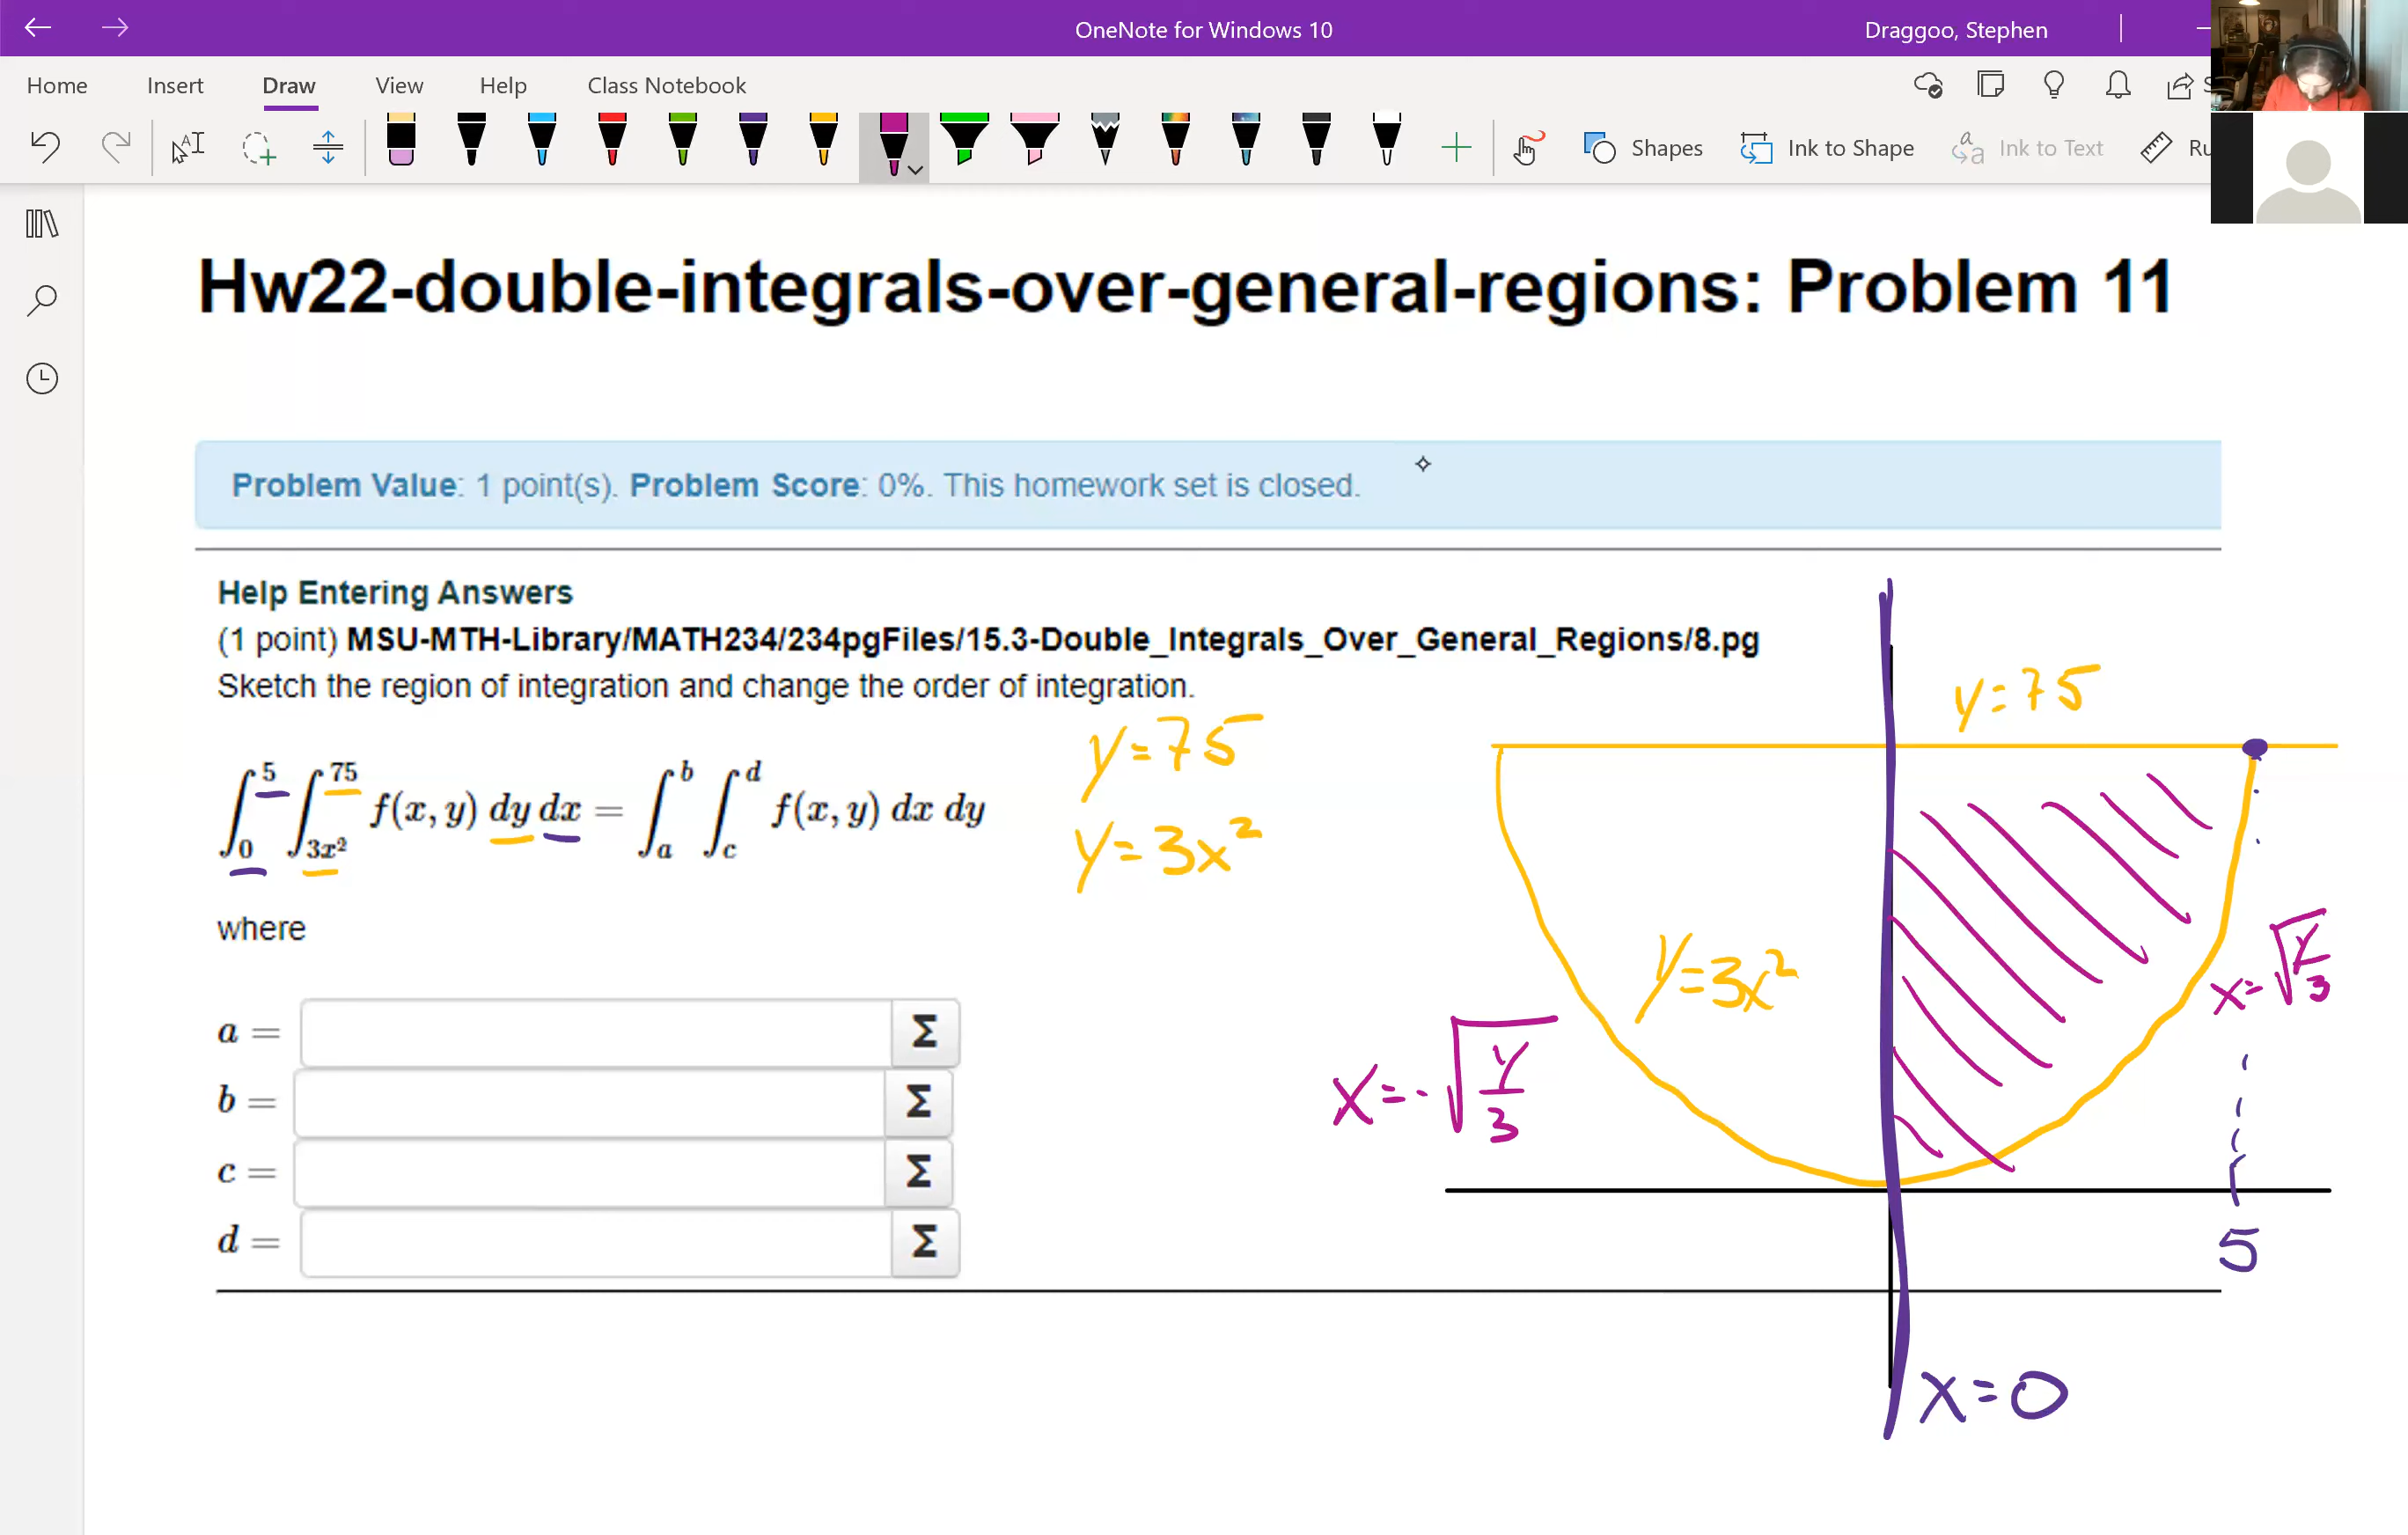 OneNote for Windows 10
Draggoo, Stephen
Home Insert Draw View Help Class Notebook
Shapes Ink to Shape Ink to Text
Hw22-double-integrals-over-general-regions: Problem 11
Problem Value: 1 point(s). Problem Score: 0%. This homework set is closed.
Help Entering Answers
(1 point) MSU-MTH-Library/MATH234/234pgFiles/15.3-Double_Integrals_Over_General_Regions/8.pg
Sketch the region of integration and change the order of integration.
∫_0^5 ∫_{3x²}^{75} f(x, y) dy dx = ∫_a^b ∫_c^d f(x, y) dx dy
where
a = Σ
b = Σ
c = Σ
d = Σ
y=75
y=3x²
y=75
y=3x²
x=√(y/3)
x=-√(y/3)
5
x=0